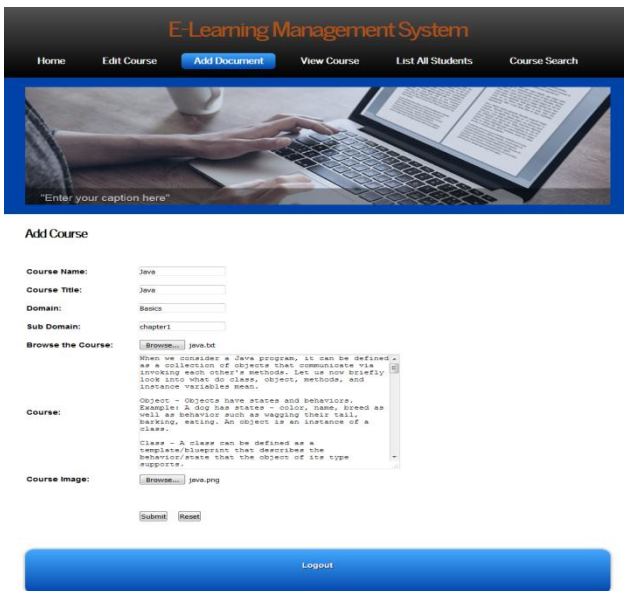 E-Learning Management System
Home Edit Course Add Document View Course List All Students Course Search
"Enter your caption here"
Add Course
Course Name: Java
Course Title: Java
Domain: Basics
Sub Domain: chapter1
Browse the Course: Browse... java.txt
Course:
When we consider a Java program, it can be defined
as a collection of objects that communicate via
invoking each other's methods. Let us now briefly
look into what do class, object, methods, and
instance variables mean.
Object - Objects have states and behaviors.
Example: A dog has states - color, name, breed as
well as behavior such as wagging their tail,
barking, eating. An object is an instance of a
class.
Class - A class can be defined as a
template/blueprint that describes the
behavior/state that the object of its type
supports.
Course Image: Browse... java.png
Submit Reset
Logout